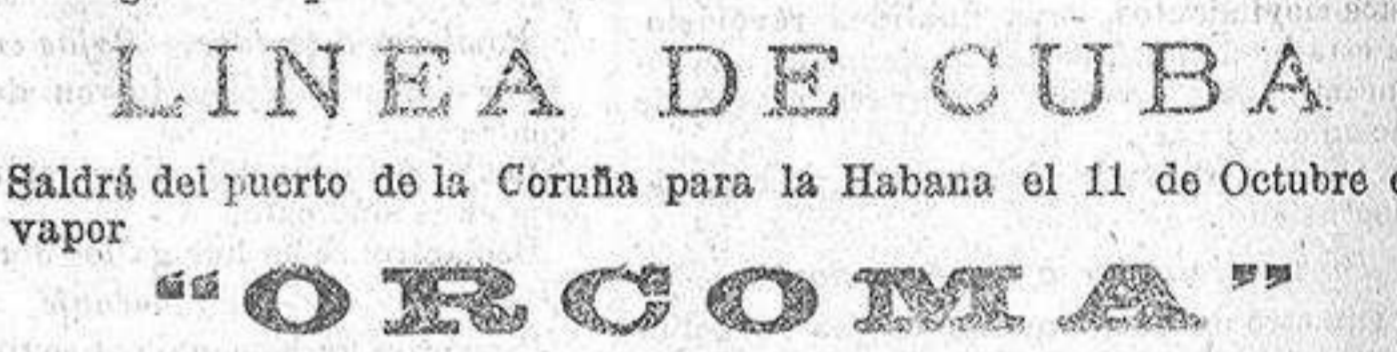 LINEA DE CUBA
Saldrá del puerto de la Coruña para la Habana el 11 de Octubre
vapor
“ORCOMA”